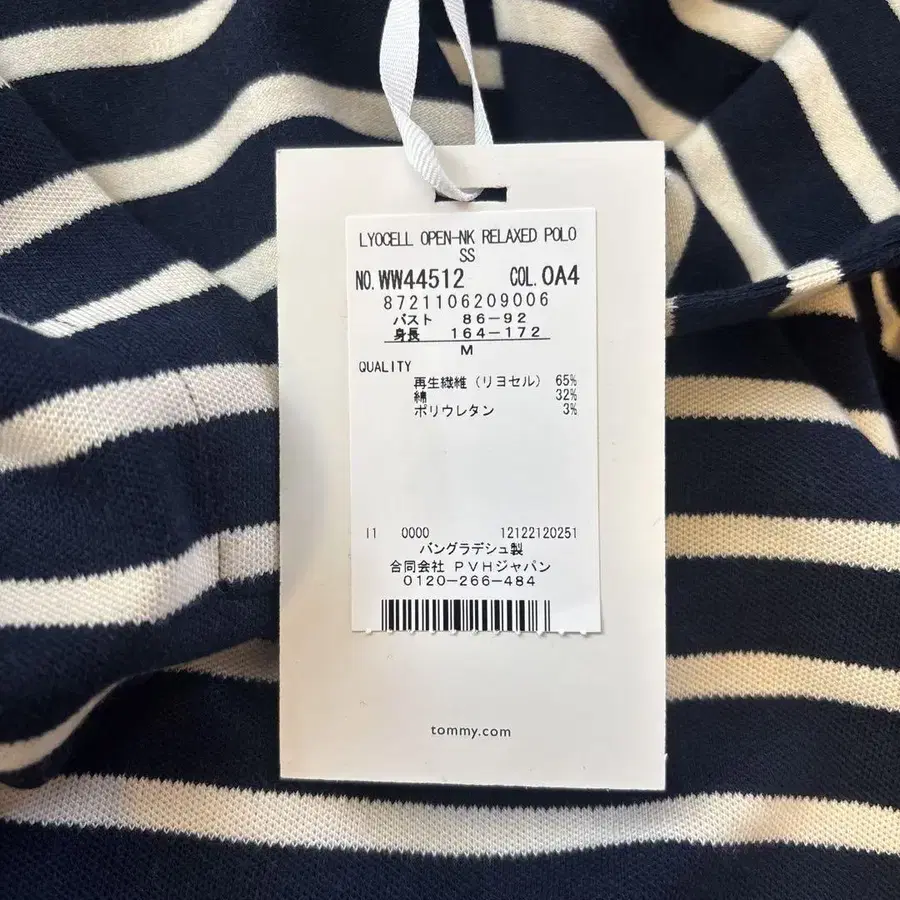 LYOCELL OPEN-NK RELAXED POLO
SS
NO. WW44512 COL. 0A4
8721106209006
バスト 86-92
身長 164-172
M
QUALITY
再生繊維 (リヨセル) 65%
綿 32%
ポリウレタン 3%
I1 0000 12122120251
バングラデシュ製
合同会社 PVHジャパン
0120-266-484
tommy.com